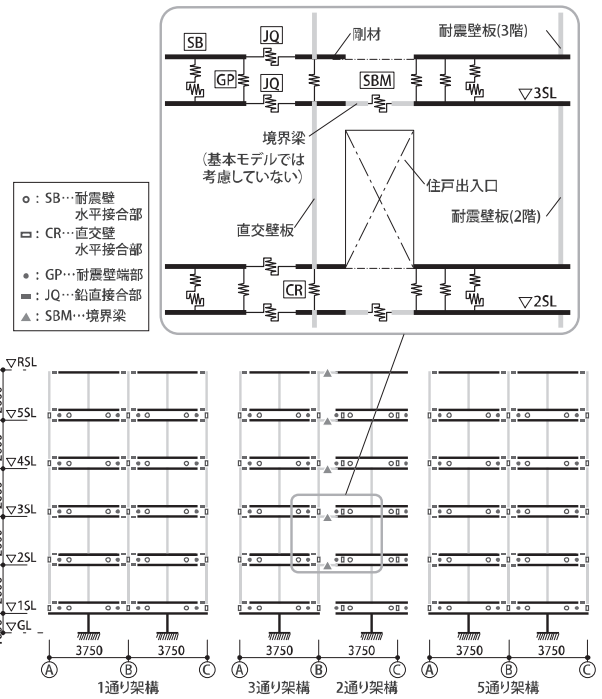 SB
JQ
剛材
耐震壁板(3階)
GP
JQ
SBM
▽3SL
境界梁
(基本モデルでは
考慮していない)
住戸出入口
直交壁板
耐震壁板(2階)
CR
▽2SL
○：SB…耐震壁
水平接合部
□：CR…直交壁
水平接合部
●：GP…耐震壁端部
■：JQ…鉛直接合部
▲：SBM…境界梁
▽RSL
▽5SL
▽4SL
▽3SL
▽2SL
▽1SL
▽GL
3750 3750 3750 3750 3750 3750
A B C A B C A B C
1通り架構 3通り架構 2通り架構 5通り架構